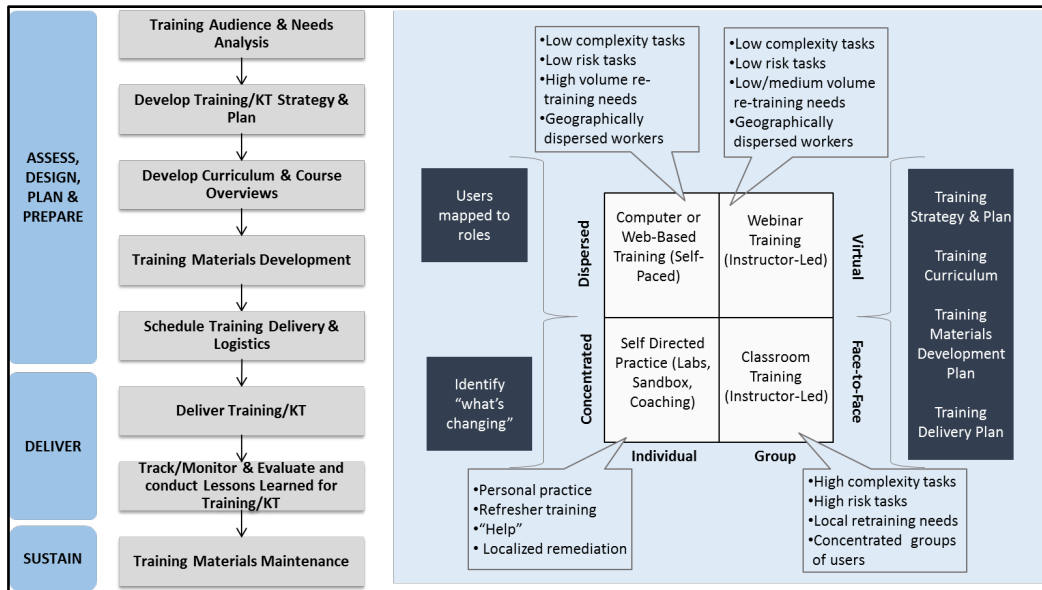 ASSESS,
DESIGN,
PLAN &
PREPARE
DELIVER
SUSTAIN
Training Audience & Needs
Analysis
Develop Training/KT Strategy &
Plan
Develop Curriculum & Course
Overviews
Training Materials Development
Schedule Training Delivery &
Logistics
Deliver Training/KT
Track/Monitor & Evaluate and
conduct Lessons Learned for
Training/KT
Training Materials Maintenance
•Low complexity tasks
•Low risk tasks
•High volume re-
training needs
•Geographically
dispersed workers
•Low complexity tasks
•Low risk tasks
•Low/medium volume
re-training needs
•Geographically
dispersed workers
Users
mapped to
roles
Identify
“what’s
changing”
Dispersed
Concentrated
Computer or
Web-Based
Training (Self-
Paced)
Webinar
Training
(Instructor-Led)
Self Directed
Practice (Labs,
Sandbox,
Coaching)
Classroom
Training
(Instructor-Led)
Virtual
Face-to-Face
Individual
Group
Training
Strategy & Plan
Training
Curriculum
Training
Materials
Development
Plan
Training
Delivery Plan
•Personal practice
•Refresher training
•“Help”
• Localized remediation
•High complexity tasks
•High risk tasks
•Local retraining needs
•Concentrated groups
of users